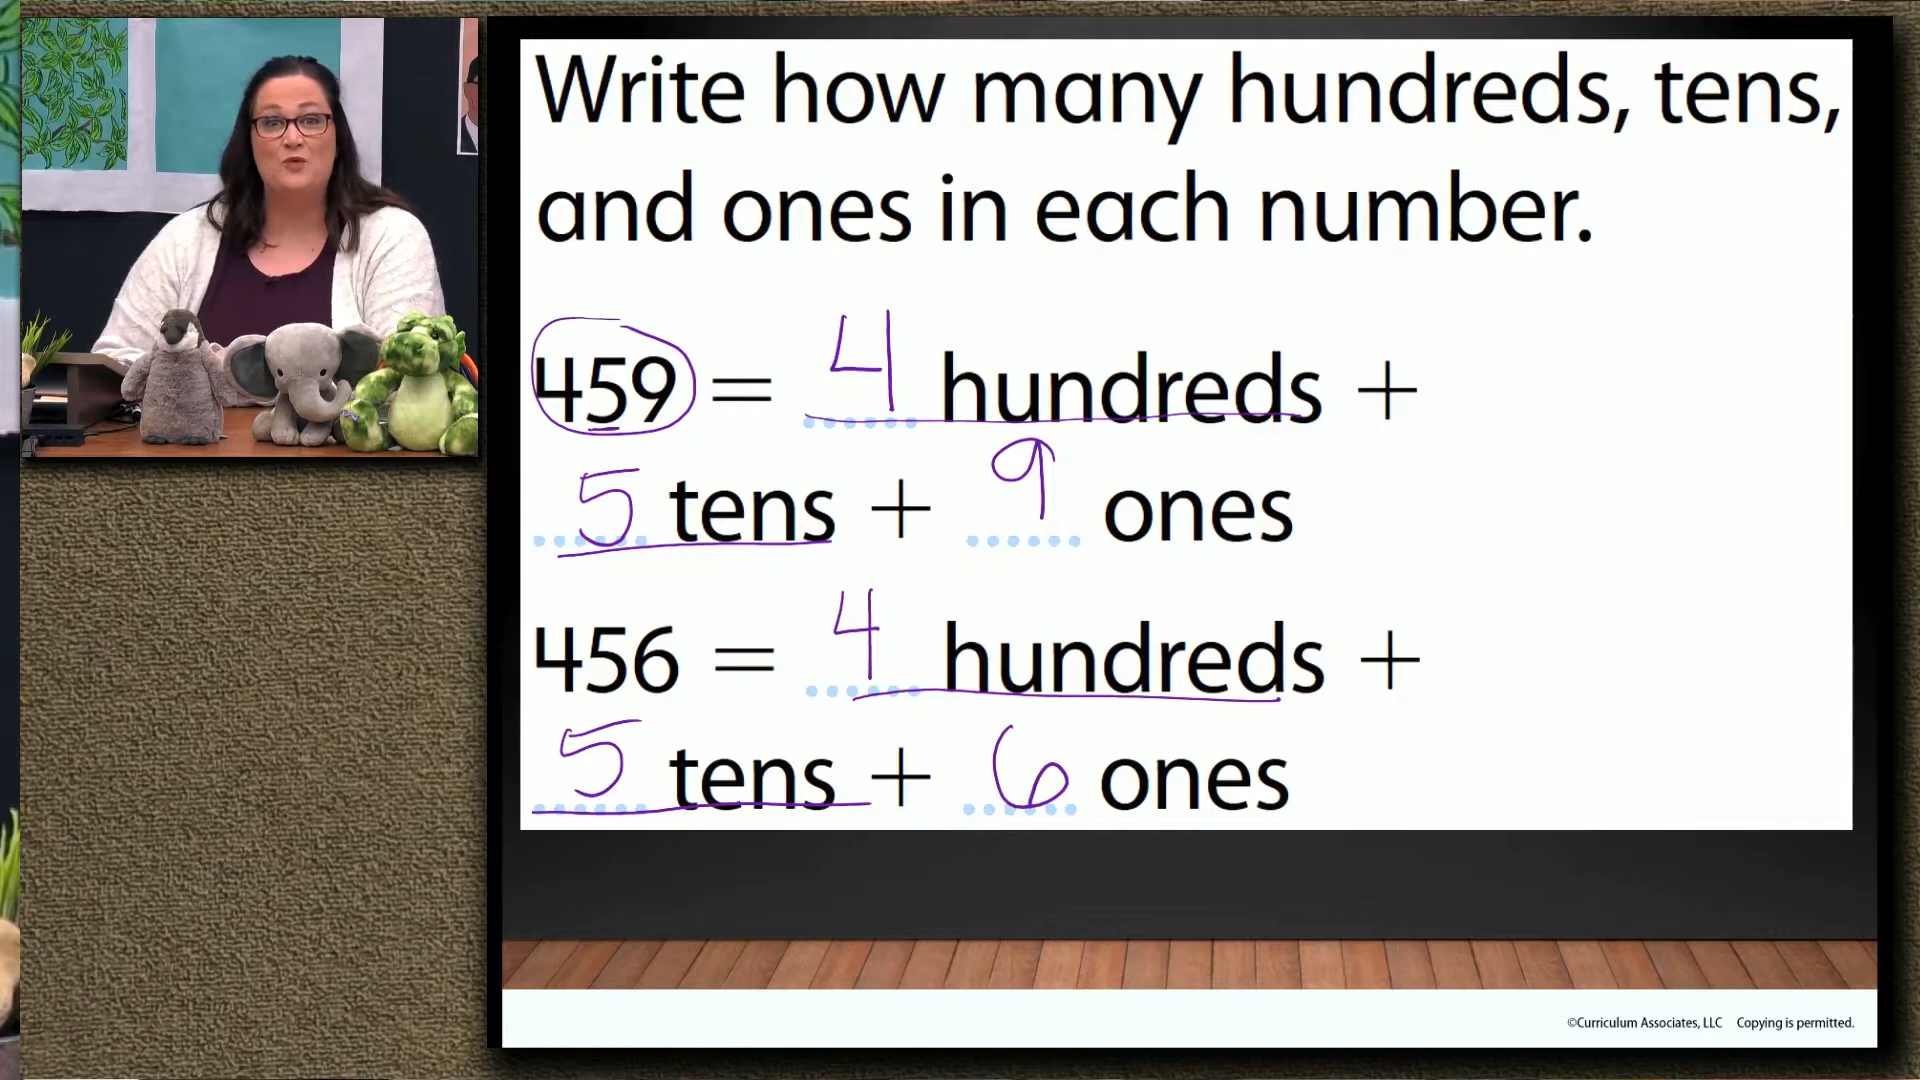 Write how many hundreds, tens,
and ones in each number.
459 = 4 hundreds +
5 tens + 9 ones
456 = 4 hundreds +
5 tens + 6 ones
©Curriculum Associates, LLC Copying is permitted.